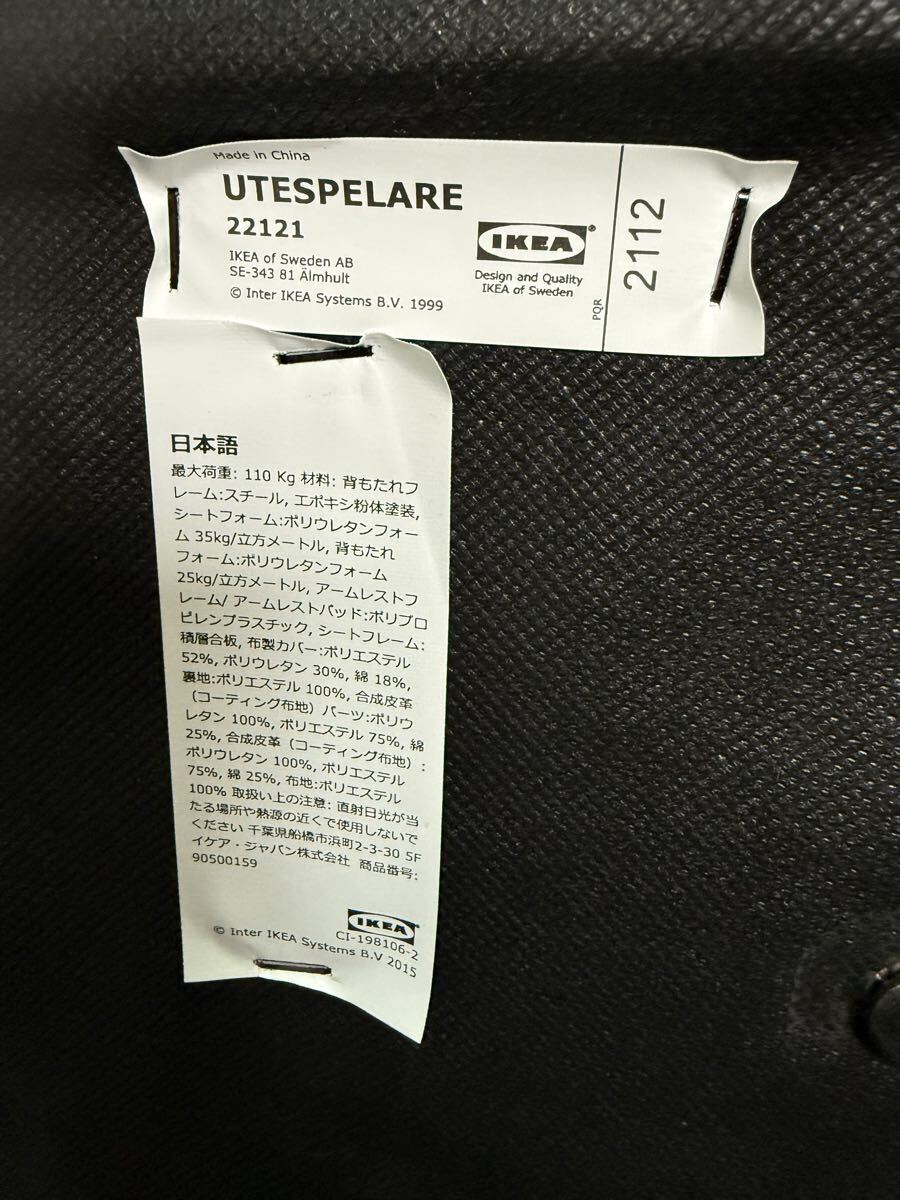 Made in China
UTESPELARE
22121
IKEA of Sweden AB
SE-343 81 Älmhult
© Inter IKEA Systems B.V. 1999
IKEA®
Design and Quality
IKEA of Sweden
PQR
2112
日本語
最大荷重: 110 Kg 材料: 背もたれフ
レーム:スチール, エポキシ粉体塗装,
シートフォーム:ポリウレタンフォー
ム 35kg/立方メートル, 背もたれ
フォーム:ポリウレタンフォーム
25kg/立方メートル, アームレストフ
レーム/ アームレストパッド:ポリプロ
ピレンプラスチック, シートフレーム:
積層合板, 布製カバー:ポリエステル
52%, ポリウレタン 30%, 綿 18%,
裏地:ポリエステル 100%, 合成皮革
（コーティング布地）パーツ:ポリウ
レタン 100%, ポリエステル 75%, 綿
25%, 合成皮革（コーティング布地）:
ポリウレタン 100%, ポリエステル
75%, 綿 25%, 布地:ポリエステル
100% 取扱い上の注意: 直射日光が当
たる場所や熱源の近くで使用しないで
ください 千葉県船橋市浜町2-3-30 5F
イケア・ジャパン株式会社 商品番号:
90500159
IKEA
CI-198106-2
© Inter IKEA Systems B.V 2015